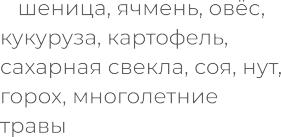 шеница, ячмень, овёс,
кукуруза, картофель,
сахарная свекла, соя, нут,
горох, многолетние
травы